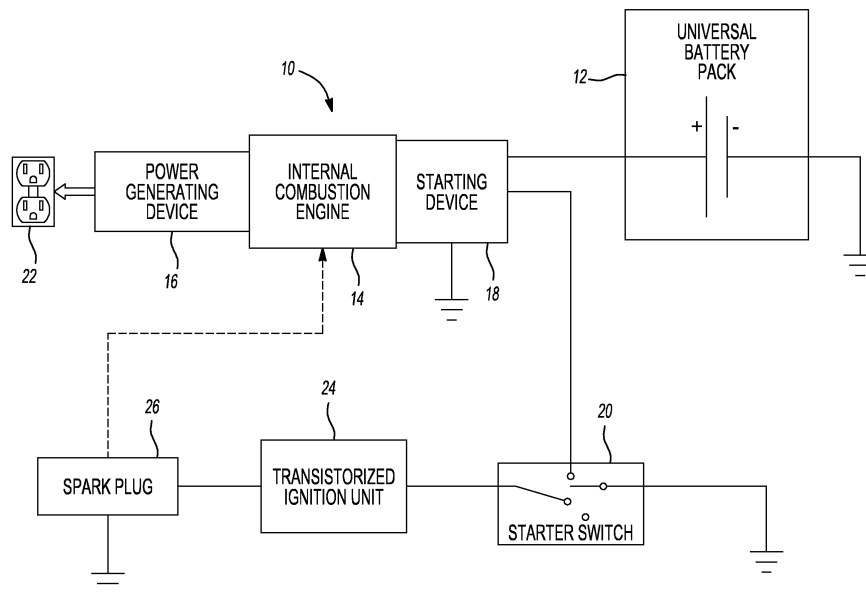 UNIVERSAL
BATTERY
PACK
12
+ -
10
POWER
GENERATING
DEVICE
INTERNAL
COMBUSTION
ENGINE
STARTING
DEVICE
22
16
14
18
26
24
20
SPARK PLUG
TRANSISTORIZED
IGNITION UNIT
STARTER SWITCH